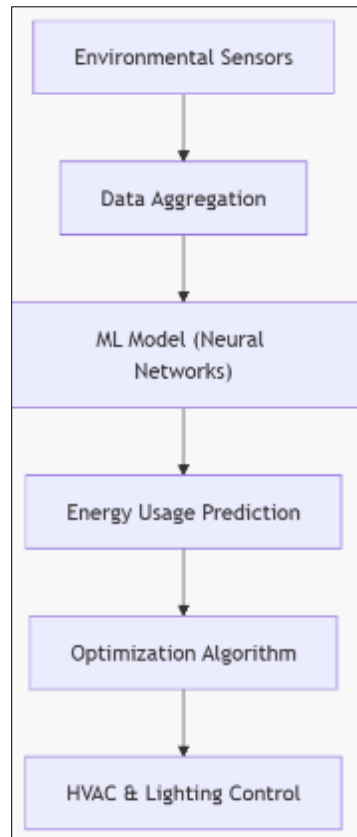 Environmental Sensors
Data Aggregation
ML Model (Neural
Networks)
Energy Usage Prediction
Optimization Algorithm
HVAC & Lighting Control